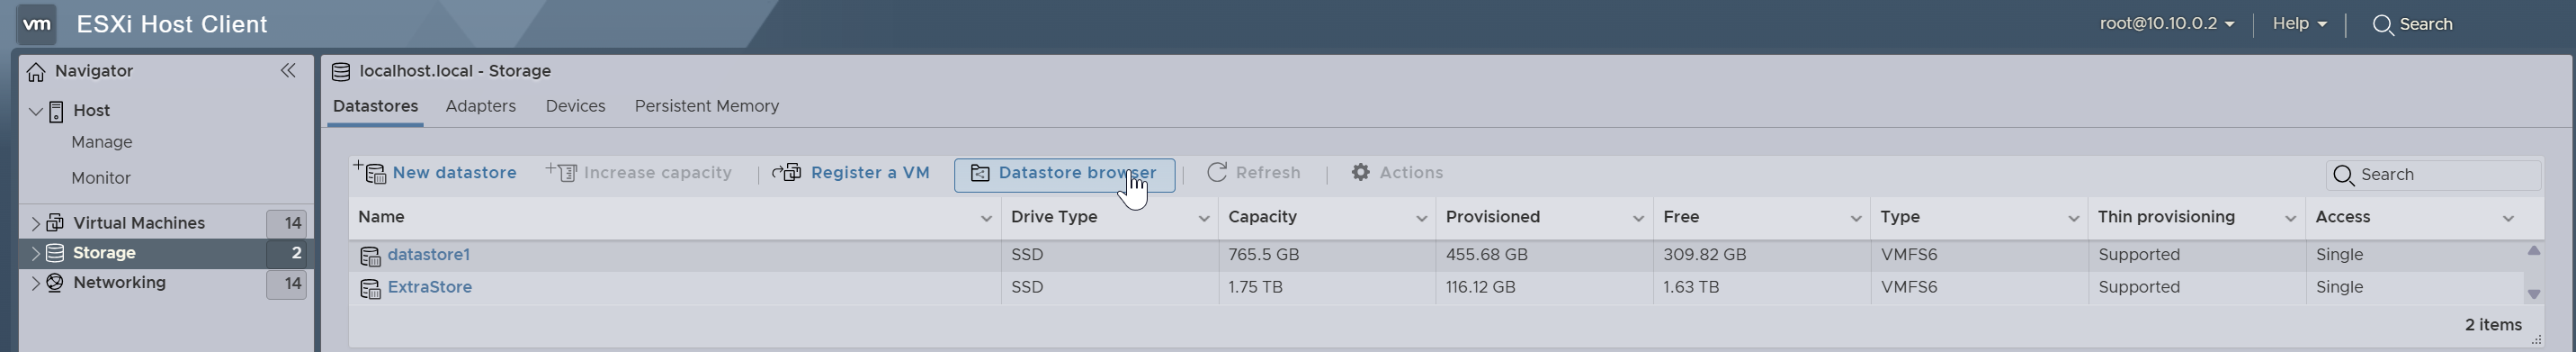 vm ESXi Host Client root@10.10.0.2 Help Search
Navigator
Host
Manage
Monitor
Virtual Machines 14
Storage 2
Networking 14
localhost.local - Storage
Datastores Adapters Devices Persistent Memory
New datastore Increase capacity Register a VM Datastore browser Refresh Actions Search
Name Drive Type Capacity Provisioned Free Type Thin provisioning Access
datastore1 SSD 765.5 GB 455.68 GB 309.82 GB VMFS6 Supported Single
ExtraStore SSD 1.75 TB 116.12 GB 1.63 TB VMFS6 Supported Single
2 items